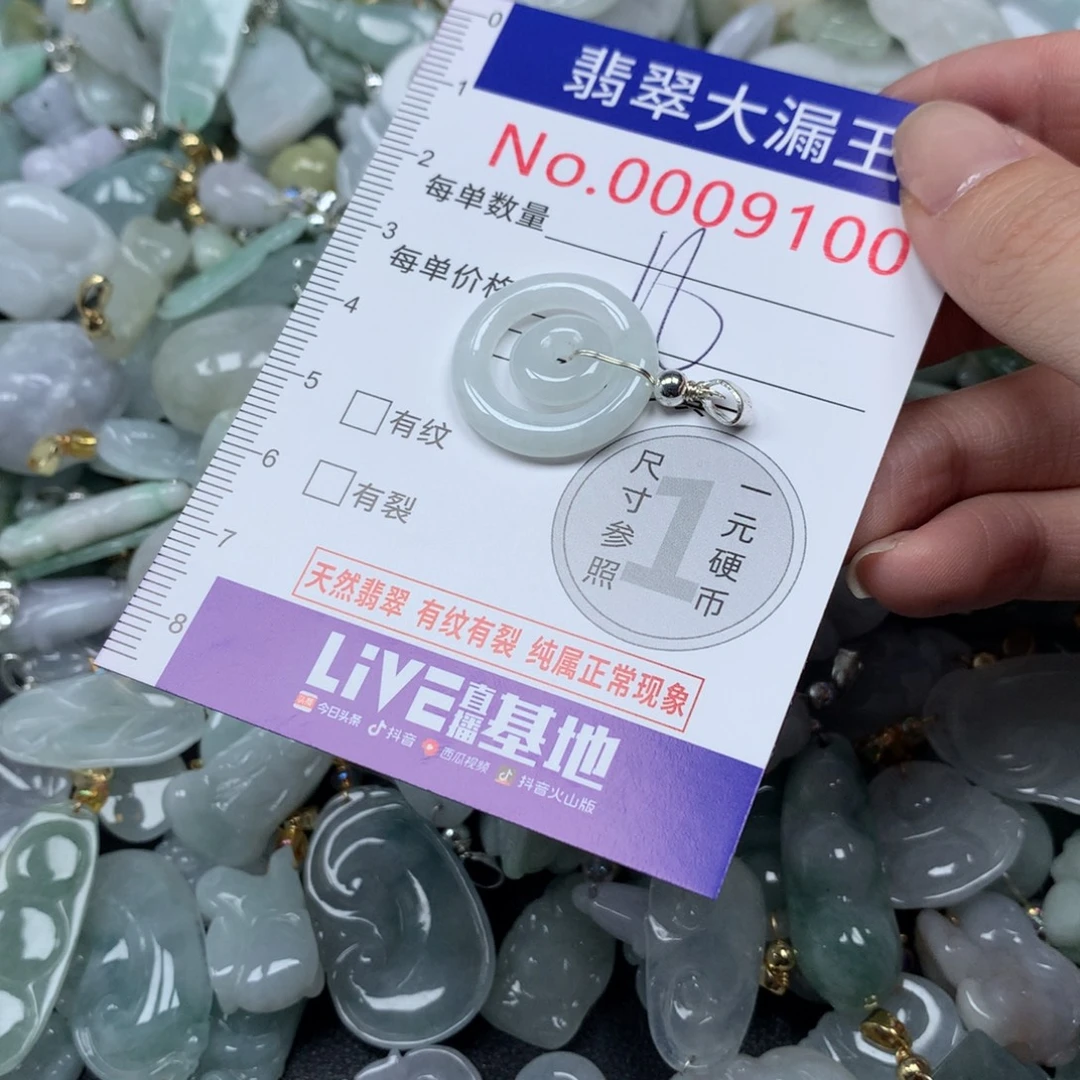 0
1
2
3
4
5
6
7
8
翡翠大漏王
No.0009100
每单数量
每单价格
有纹
有裂
尺寸参照
1
一元硬币
天然翡翠 有纹有裂 纯属正常现象
LiVE直播基地
头条 今日头条 抖音 西瓜视频 抖音火山版